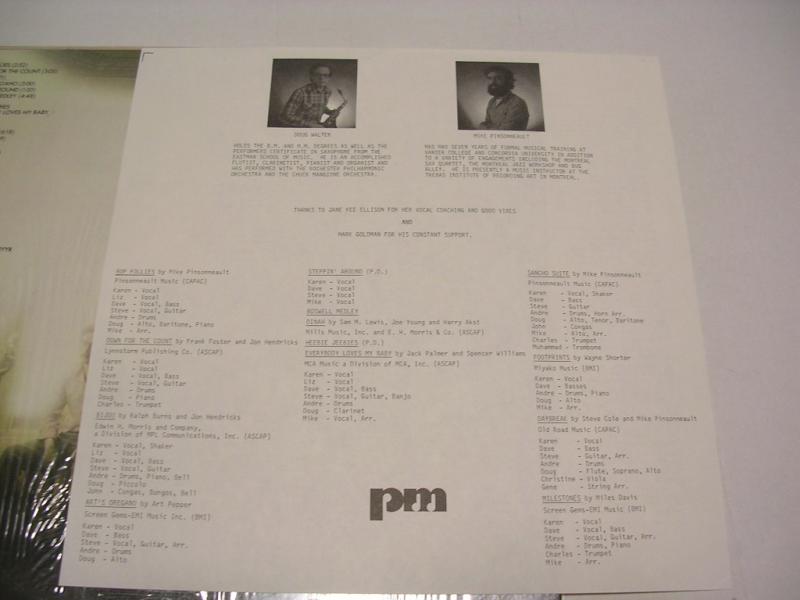 UES (2:52)
OR THE COUNT (3:00)
LOVES MY BABY
DOUG WALTER
HOLDS THE B.M. AND M.M. DEGREES AS WELL AS THE
PERFORMERS CERTIFICATE IN SAXOPHONE FROM THE
EASTMAN SCHOOL OF MUSIC. HE IS AN ACCOMPLISHED
FLUTIST, CLARINETIST, PIANIST AND ORGANIST AND
HAS PERFORMED WITH THE ROCHESTER PHILHARMONIC
ORCHESTRA AND THE CHUCK MANGIONE ORCHESTRA.
MIKE PINSONNEAULT
HAS HAD SEVEN YEARS OF FORMAL MUSICAL TRAINING AT
VANIER COLLEGE AND CONCORDIA UNIVERSITY IN ADDITION
TO A VARIETY OF ENGAGEMENTS INCLUDING THE MONTREAL
SAX QUARTET, THE MONTREAL JAZZ WORKSHOP AND BUG
ALLEY. HE IS PRESENTLY A MUSIC INSTRUCTOR AT THE
TREBAS INSTITUTE OF RECORDING ART IN MONTREAL.
THANKS TO JANE KEE ELLISON FOR HER VOCAL COACHING AND GOOD VIBES
AND
MARK GOLDMAN FOR HIS CONSTANT SUPPORT.
BOP FOLLIES by Mike Pinsonneault
Pinsonneault Music (CAPAC)
Karen - Vocal
Liz - Vocal
Dave - Vocal, Bass
Steve - Vocal, Guitar
Andre - Drums
Doug - Alto, Baritone, Piano
Mike - Arr.
DOWN FOR THE COUNT by Frank Foster and Jon Hendricks
Lynnstorm Publishing Co. (ASCAP)
Karen - Vocal
Liz - Vocal
Dave - Vocal, Bass
Steve - Vocal, Guitar
Andre - Drums
Doug - Piano
Charles - Trumpet
BIJOU by Ralph Burns and Jon Hendricks
Edwin H. Morris and Company,
a Division of MPL Communications, Inc. (ASCAP)
Karen - Vocal, Shaker
Liz - Vocal
Dave - Vocal, Bass
Steve - Vocal, Guitar
Andre - Drums, Piano, Bell
Doug - Piccolo
John - Congas, Bongos, Bell
ART'S OREGANO by Art Pepper
Screen Gems-EMI Music Inc. (BMI)
Karen - Vocal
Dave - Bass
Steve - Vocal, Guitar, Arr.
Andre - Drums
Doug - Alto
STEPPIN' AROUND (P.D.)
Karen - Vocal
Dave - Vocal
Steve - Vocal
Mike - Vocal
BOSWELL MEDLEY
DINAH by Sam M. Lewis, Joe Young and Harry Akst
Mills Music, Inc. and E. H. Morris & Co. (ASCAP)
HEEBIE JEEBIES (P.D.)
EVERYBODY LOVES MY BABY by Jack Palmer and Spencer Williams
MCA Music a Division of MCA, Inc. (ASCAP)
Karen - Vocal
Liz - Vocal
Dave - Vocal, Bass
Steve - Vocal, Guitar, Banjo
Andre - Drums
Doug - Clarinet
Mike - Vocal, Arr.
SANCHO SUITE by Mike Pinsonneault
Pinsonneault Music (CAPAC)
Karen - Vocal, Shaker
Dave - Bass
Steve - Guitar
Andre - Drums, Horn Arr.
Doug - Alto, Tenor, Baritone
John - Congas
Mike - Alto, Arr.
Charles - Trumpet
Muhammad - Trombone
FOOTPRINTS by Wayne Shorter
Miyako Music (BMI)
Karen - Vocal
Dave - Basses
Andre - Drums, Piano
Doug - Alto
Mike - Arr.
DAYBREAK by Steve Cole and Mike Pinsonneault
Old Road Music (CAPAC)
Karen - Vocal
Dave - Bass
Steve - Guitar, Arr.
Andre - Drums
Doug - Flute, Soprano, Alto
Christine - Viola
Gene - String Arr.
MILESTONES by Miles Davis
Screen Gems-EMI Music (BMI)
Karen - Vocal
Dave - Vocal, Bass
Steve - Vocal, Guitar, Arr.
Andre - Drums, Piano
Charles - Trumpet
Mike - Arr.
pm